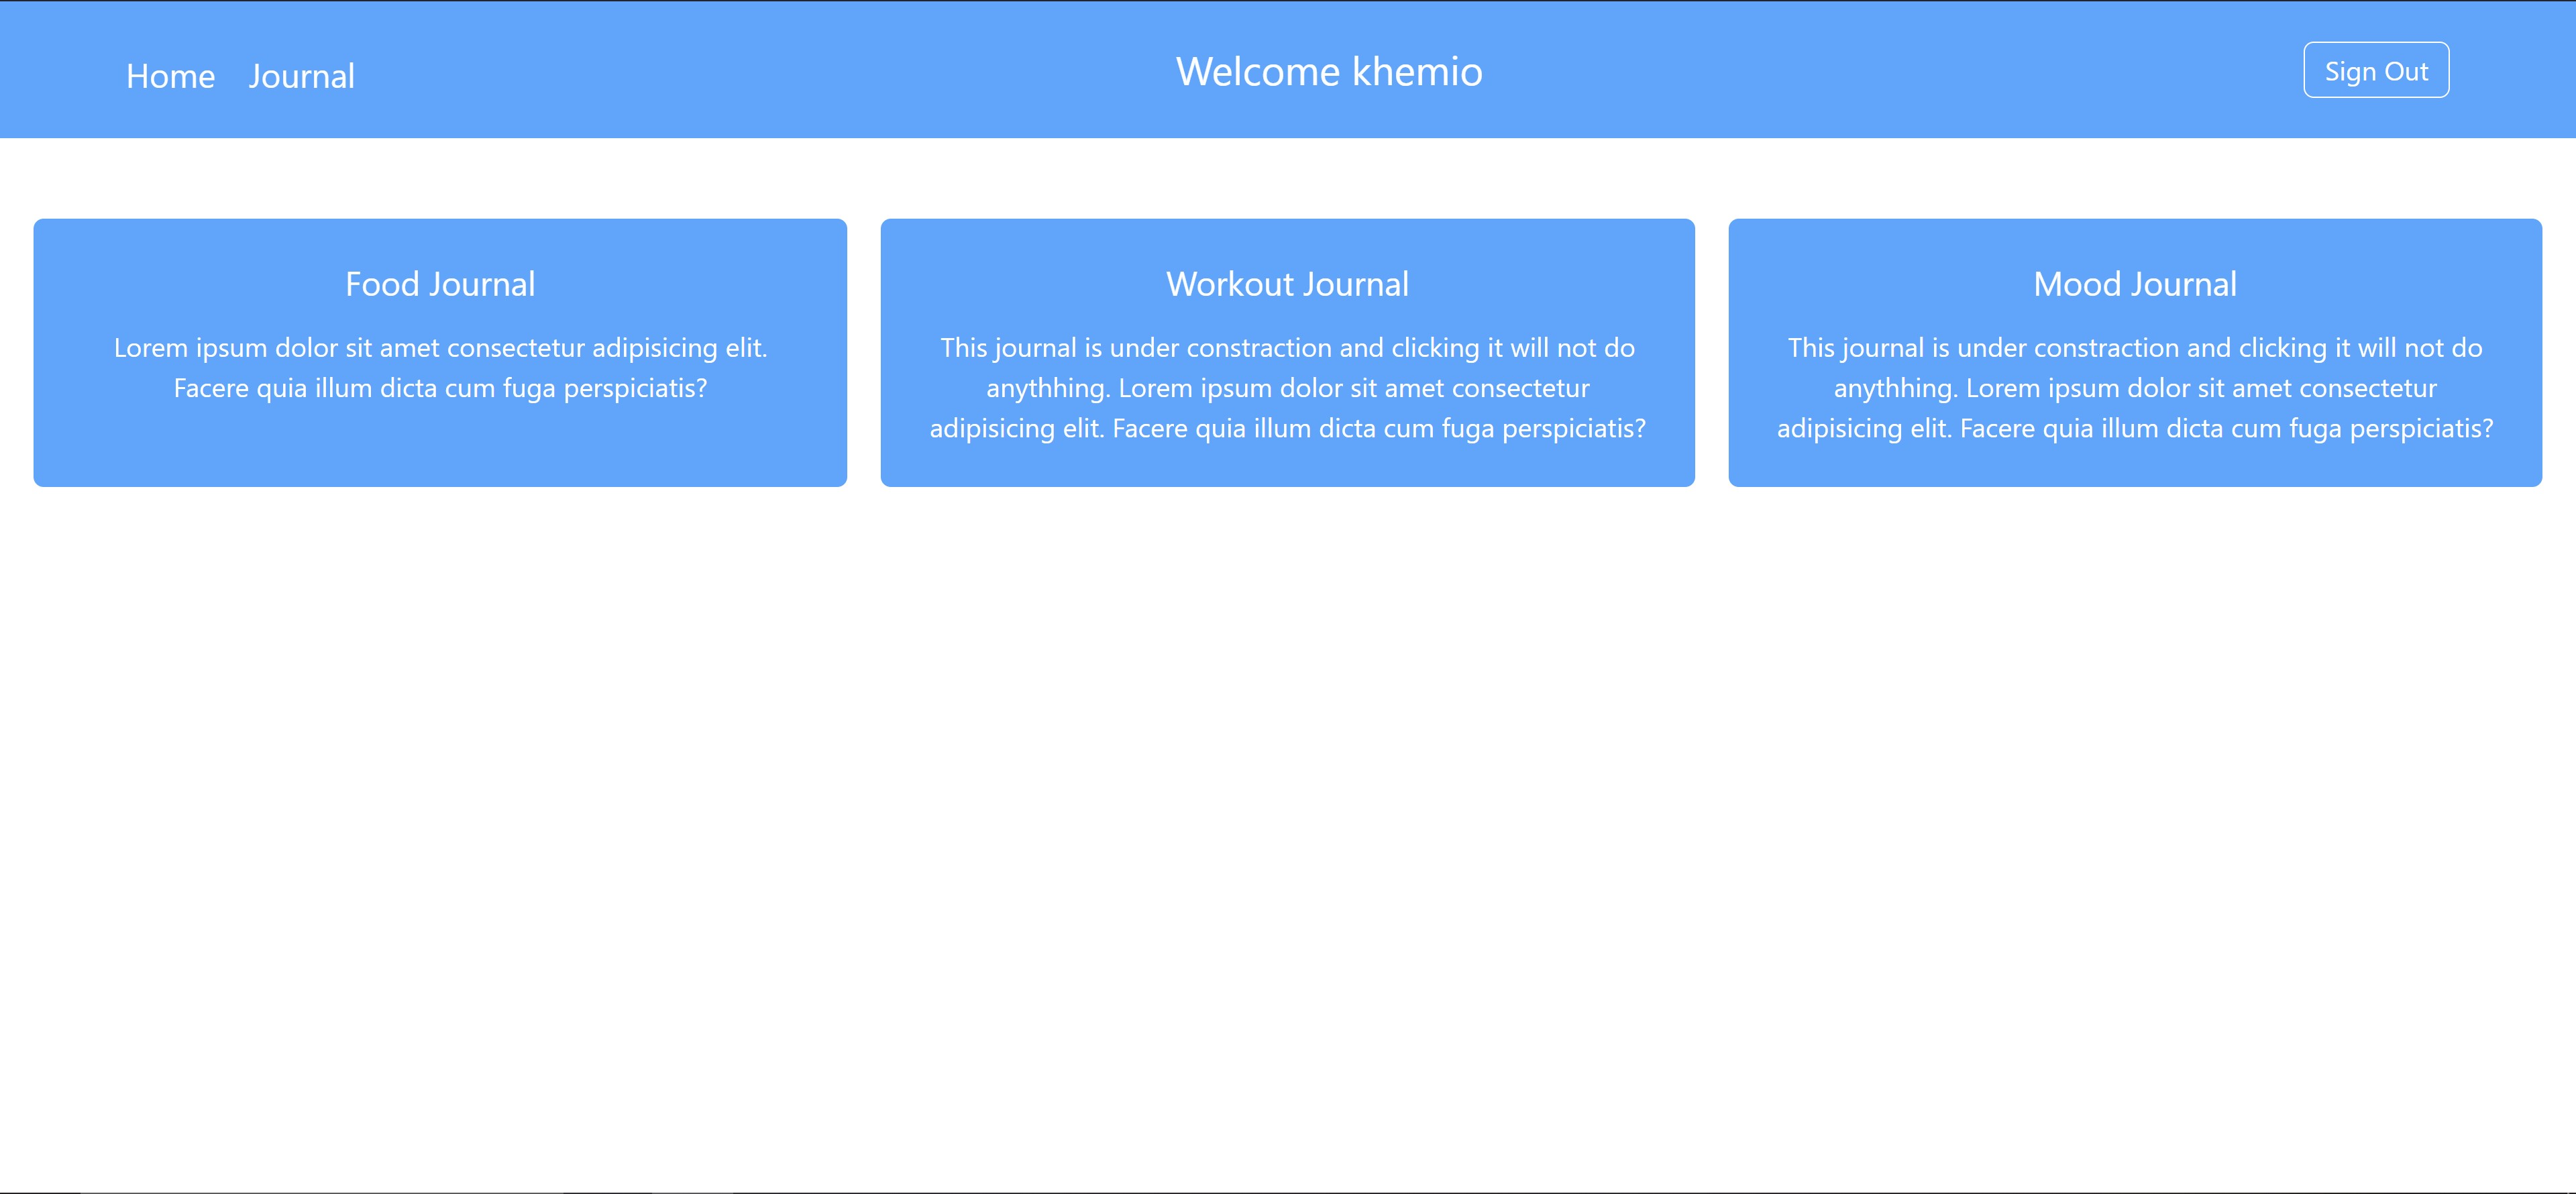 Home Journal Welcome khemio Sign Out
Food Journal
Lorem ipsum dolor sit amet consectetur adipisicing elit.
Facere quia illum dicta cum fuga perspiciatis?
Workout Journal
This journal is under constraction and clicking it will not do
anythhing. Lorem ipsum dolor sit amet consectetur
adipisicing elit. Facere quia illum dicta cum fuga perspiciatis?
Mood Journal
This journal is under constraction and clicking it will not do
anythhing. Lorem ipsum dolor sit amet consectetur
adipisicing elit. Facere quia illum dicta cum fuga perspiciatis?